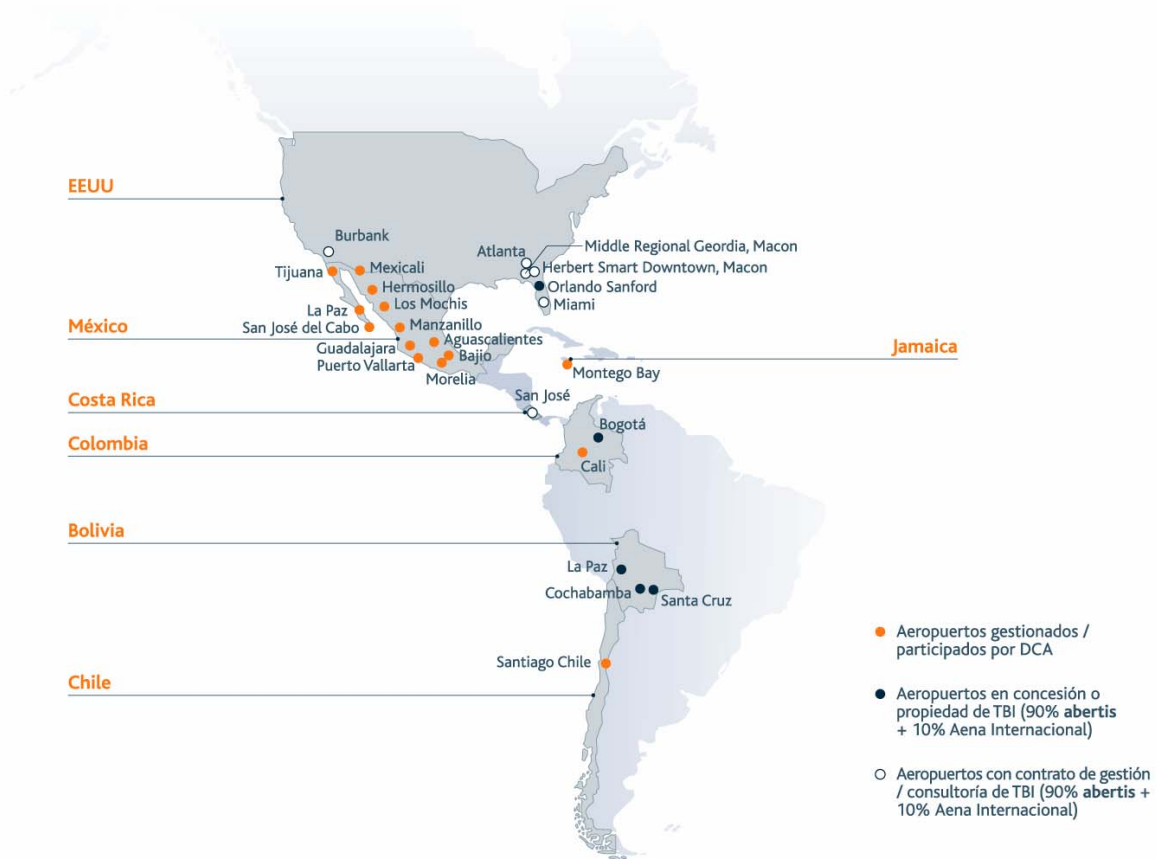 EEUU
Burbank
Atlanta
Middle Regional Geordia, Macon
Herbert Smart Downtown, Macon
Tijuana
Mexicali
Orlando Sanford
Hermosillo
Miami
La Paz
Los Mochis
México
San José del Cabo
Manzanillo
Aguascalientes
Guadalajara
Bajio
Jamaica
Puerto Vallarta
Montego Bay
Morelia
San José
Costa Rica
Bogotá
Colombia
Cali
Bolivia
La Paz
Cochabamba
Santa Cruz
Aeropuertos gestionados /
participados por DCA
Santiago Chile
Chile
Aeropuertos en concesión o
propiedad de TBI (90% abertis
+ 10% Aena Internacional)
Aeropuertos con contrato de gestión
/ consultoría de TBI (90% abertis +
10% Aena Internacional)